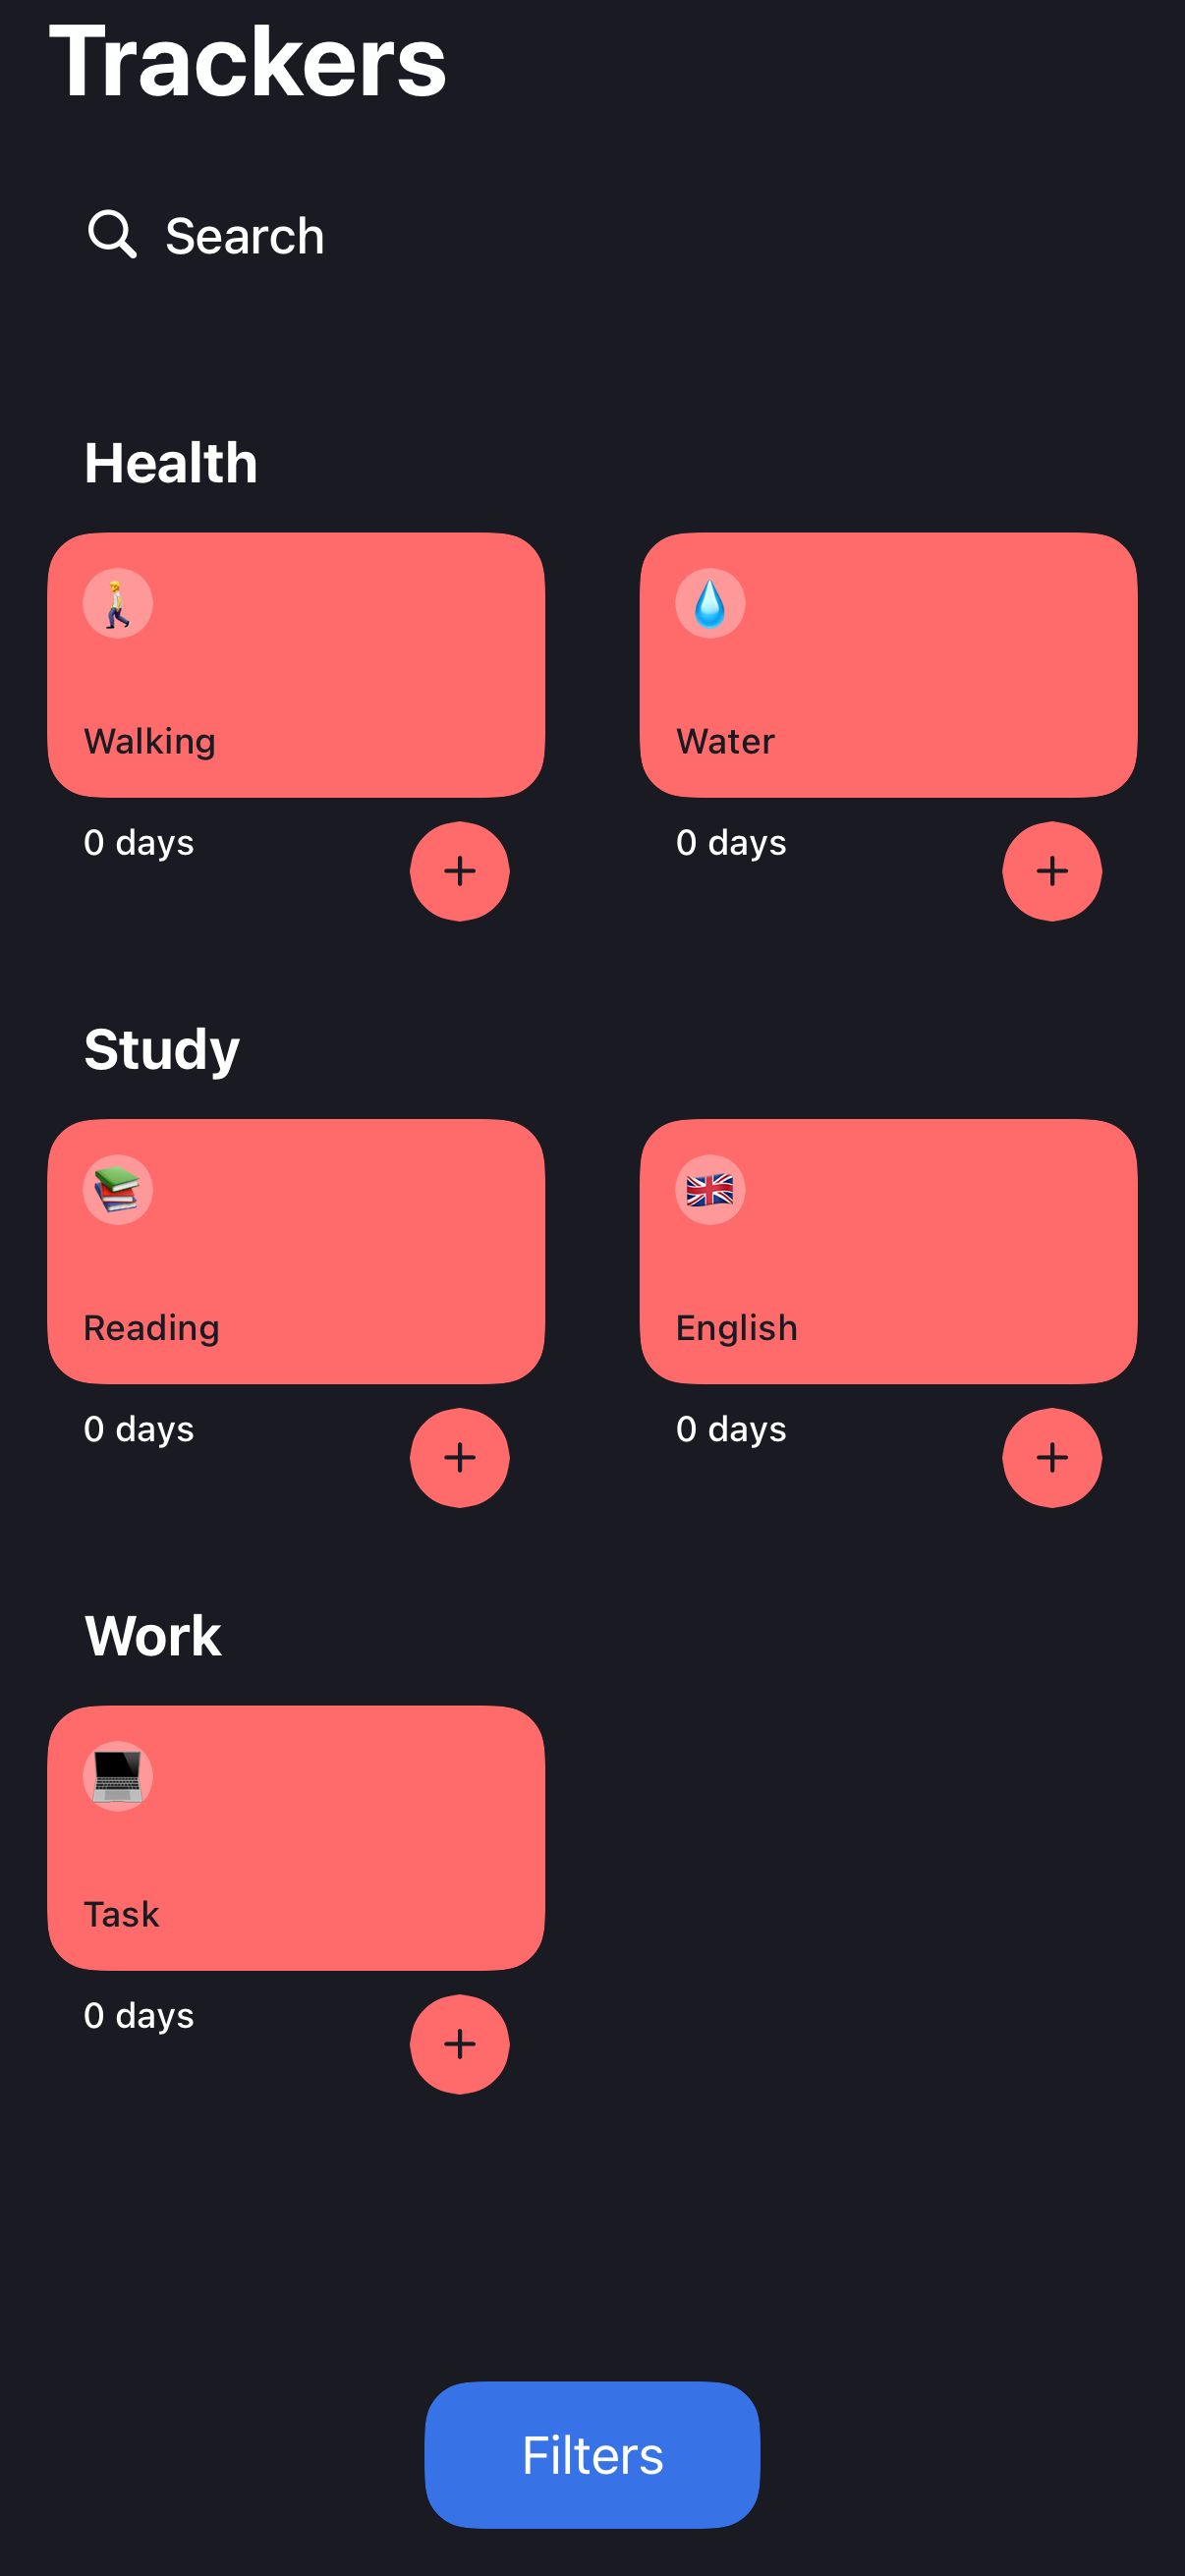 Trackers
Search
Health
Walking
Water
0 days
0 days
Study
Reading
English
0 days
0 days
Work
Task
0 days
Filters